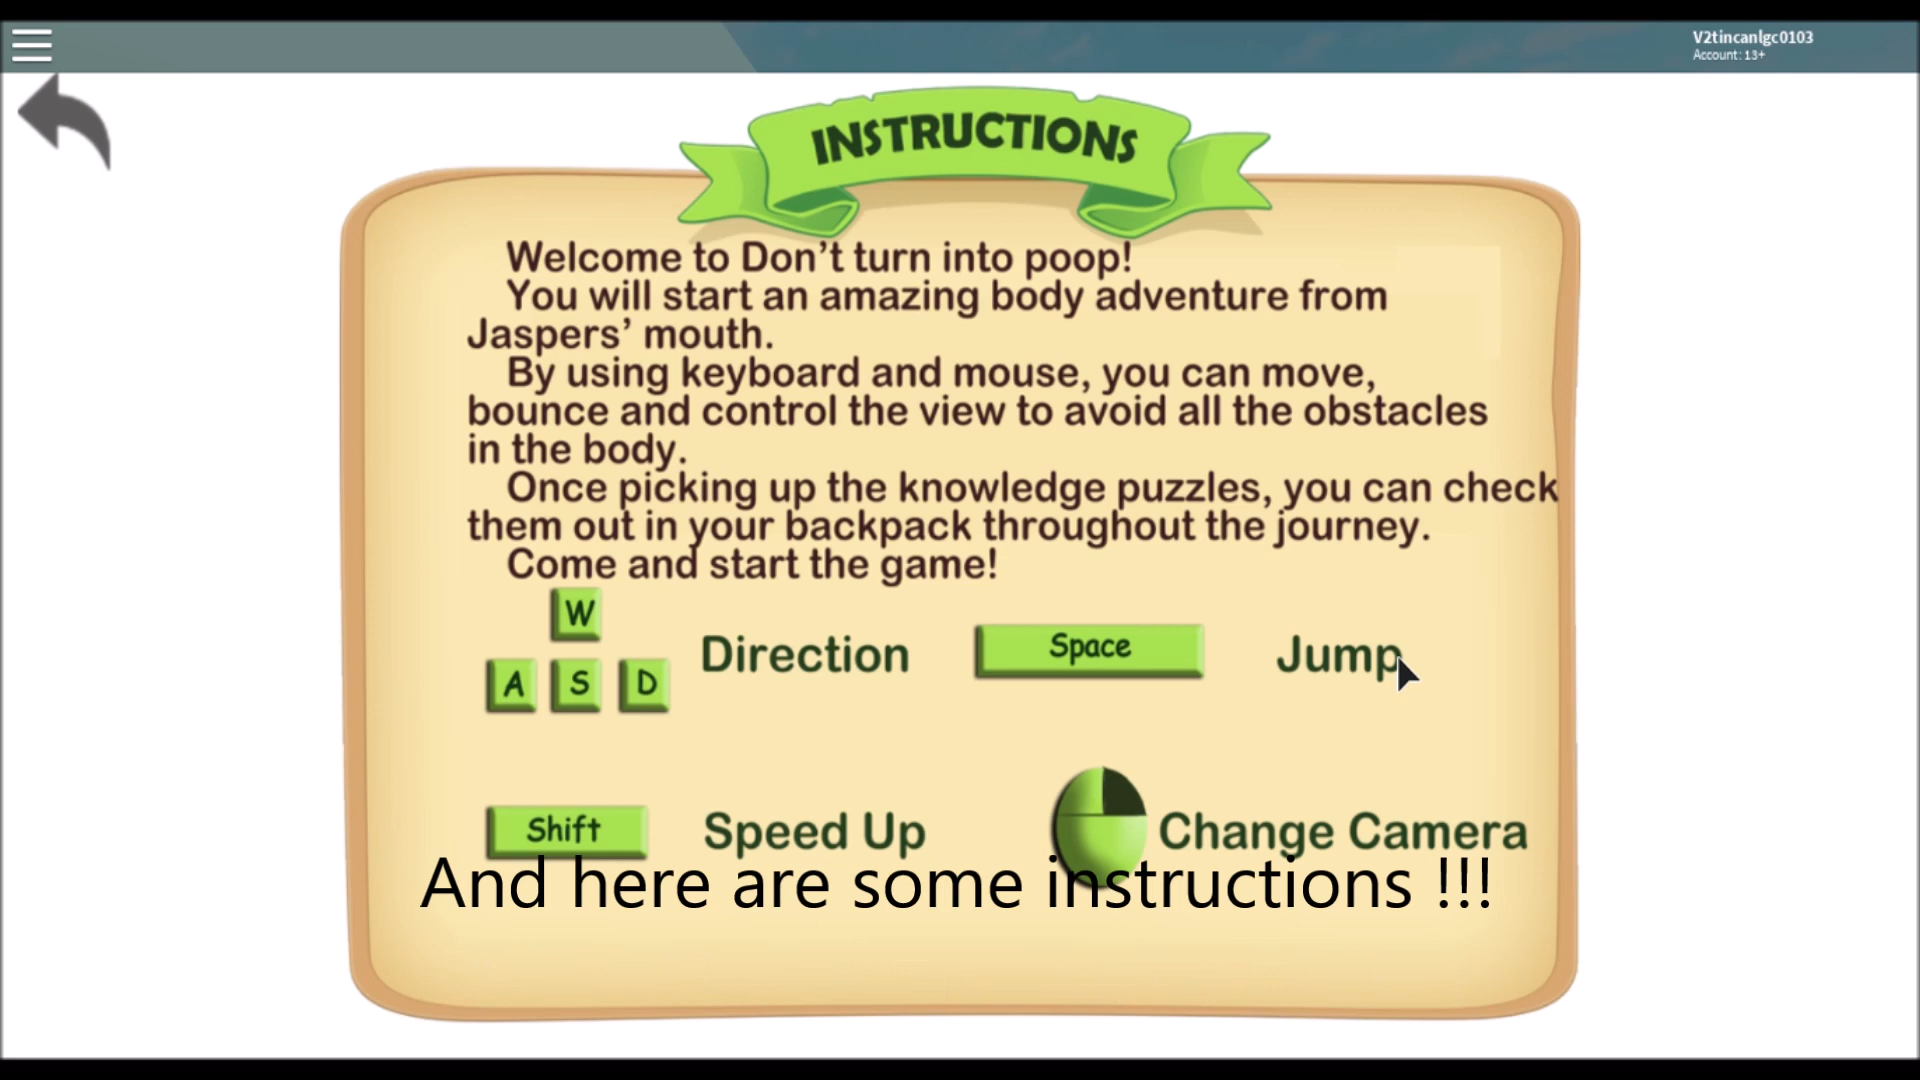 V2tincanlgc0103
Account: 13+
INSTRUCTIONS
Welcome to Don’t turn into poop!
You will start an amazing body adventure from
Jaspers’ mouth.
By using keyboard and mouse, you can move,
bounce and control the view to avoid all the obstacles
in the body.
Once picking up the knowledge puzzles, you can check
them out in your backpack throughout the journey.
Come and start the game!
W
A S D
Direction
Space
Jump
Shift
Speed Up
Change Camera
And here are some instructions !!!